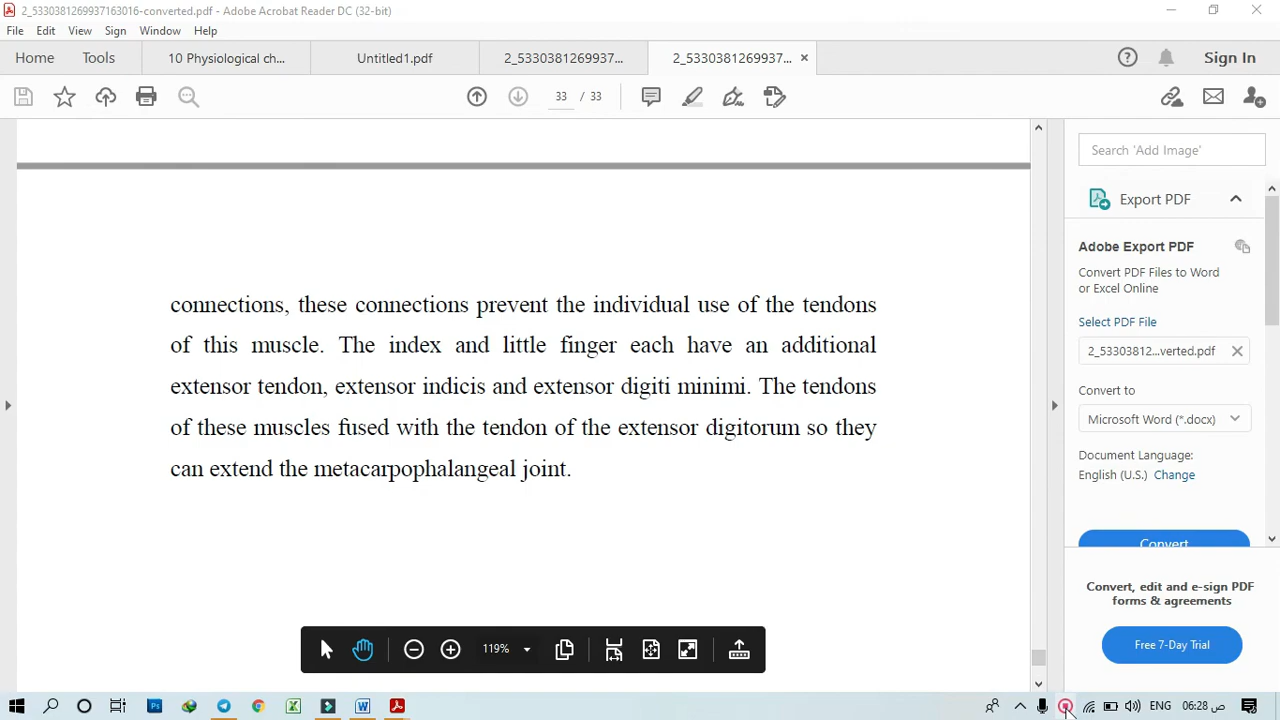 2_5330381269937163016-converted.pdf - Adobe Acrobat Reader DC (32-bit)
File Edit View Sign Window Help
Home Tools 10 Physiological ch... Untitled1.pdf 2_5330381269937... 2_5330381269937... Sign In
33 / 33
Search 'Add Image'
Export PDF
Adobe Export PDF
Convert PDF Files to Word
or Excel Online
Select PDF File
2_53303812...verted.pdf
Convert to
Microsoft Word (*.docx)
Document Language:
English (U.S.) Change
Convert
Convert, edit and e-sign PDF
forms & agreements
Free 7-Day Trial
connections, these connections prevent the individual use of the tendons
of this muscle. The index and little finger each have an additional
extensor tendon, extensor indicis and extensor digiti minimi. The tendons
of these muscles fused with the tendon of the extensor digitorum so they
can extend the metacarpophalangeal joint.
119%
ENG 06:28 ص